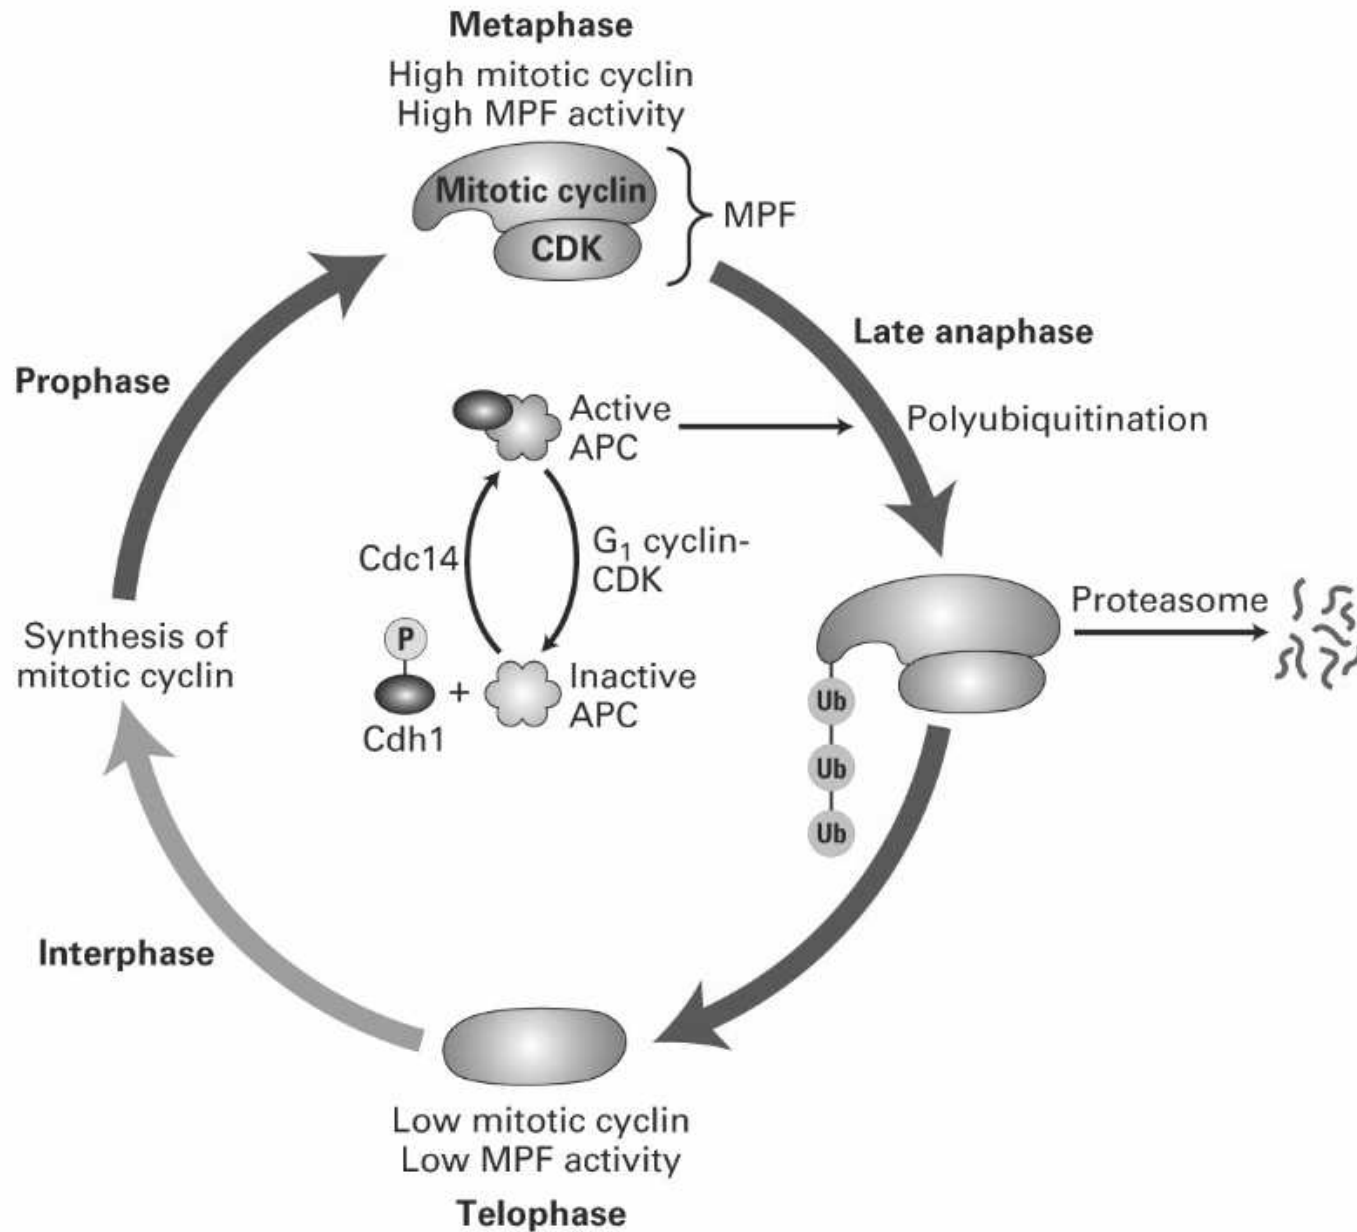 Metaphase
High mitotic cyclin
High MPF activity
Mitotic cyclin
CDK
MPF
Late anaphase
Prophase
Active
APC
Polyubiquitination
Cdc14
G₁ cyclin-
CDK
Proteasome
Synthesis of
mitotic cyclin
P
Cdh1
+
Inactive
APC
Ub
Ub
Ub
Interphase
Low mitotic cyclin
Low MPF activity
Telophase